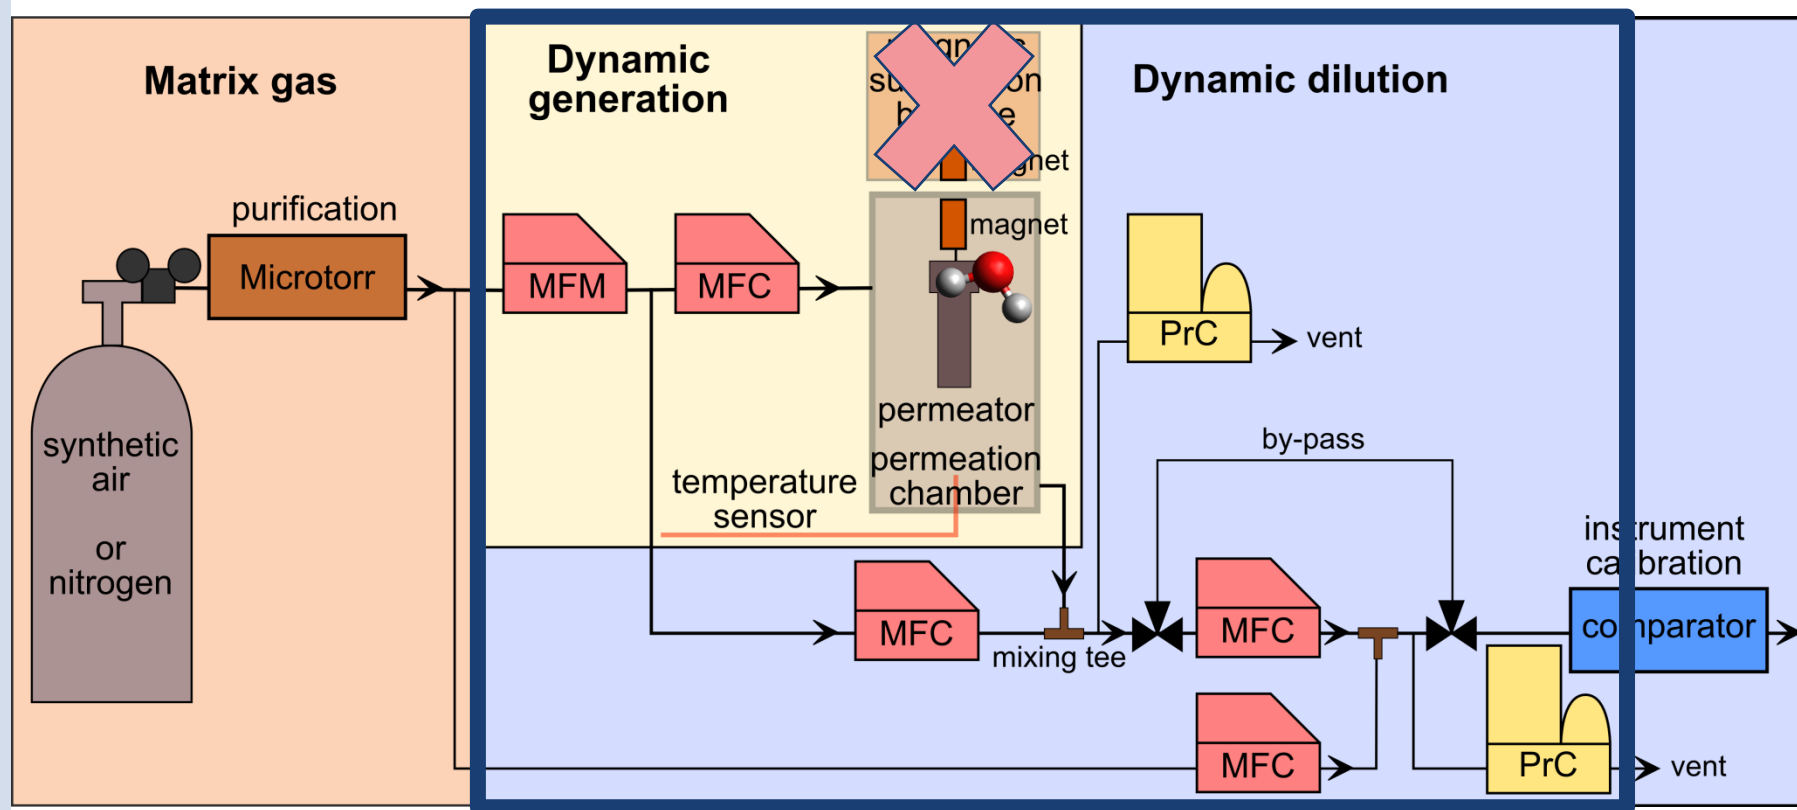 Matrix gas
Dynamic
generation
Dynamic dilution
magnet
purification
Microtorr
MFM
MFC
PrC
vent
synthetic
air
or
nitrogen
permeator
permeation
chamber
temperature
sensor
by-pass
instrument
MFC
mixing tee
MFC
comparator
MFC
PrC
vent